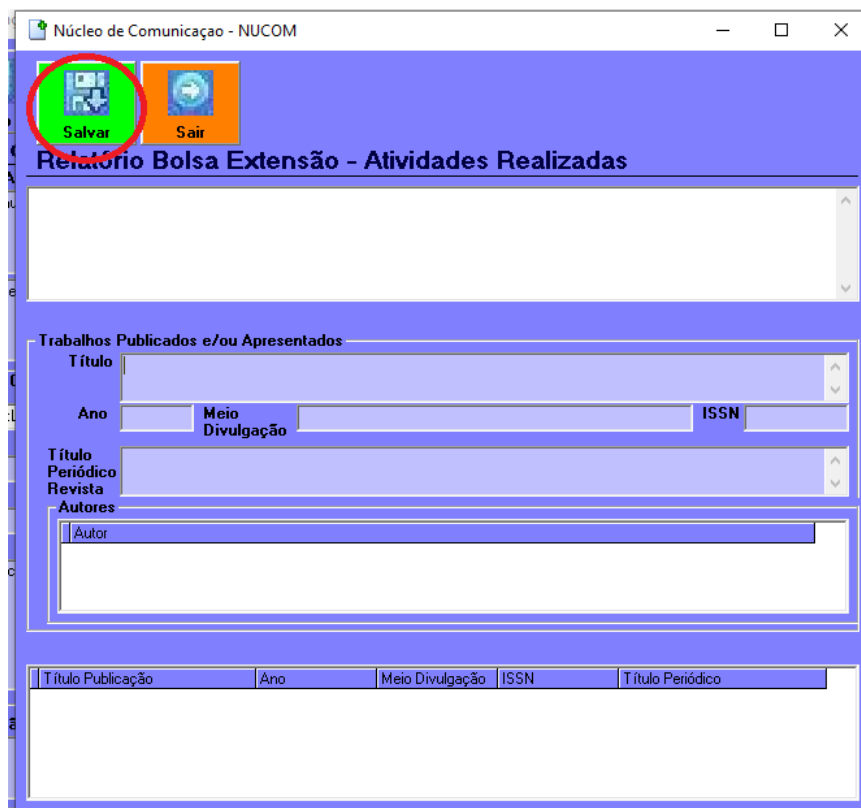 Núcleo de Comunicaçao - NUCOM
Salvar Sair
Relatório Bolsa Extensão - Atividades Realizadas
Trabalhos Publicados e/ou Apresentados
Título
Ano Meio Divulgação ISSN
Título
Periódico
Revista
Autores
Autor
Título Publicação Ano Meio Divulgação ISSN Título Periódico